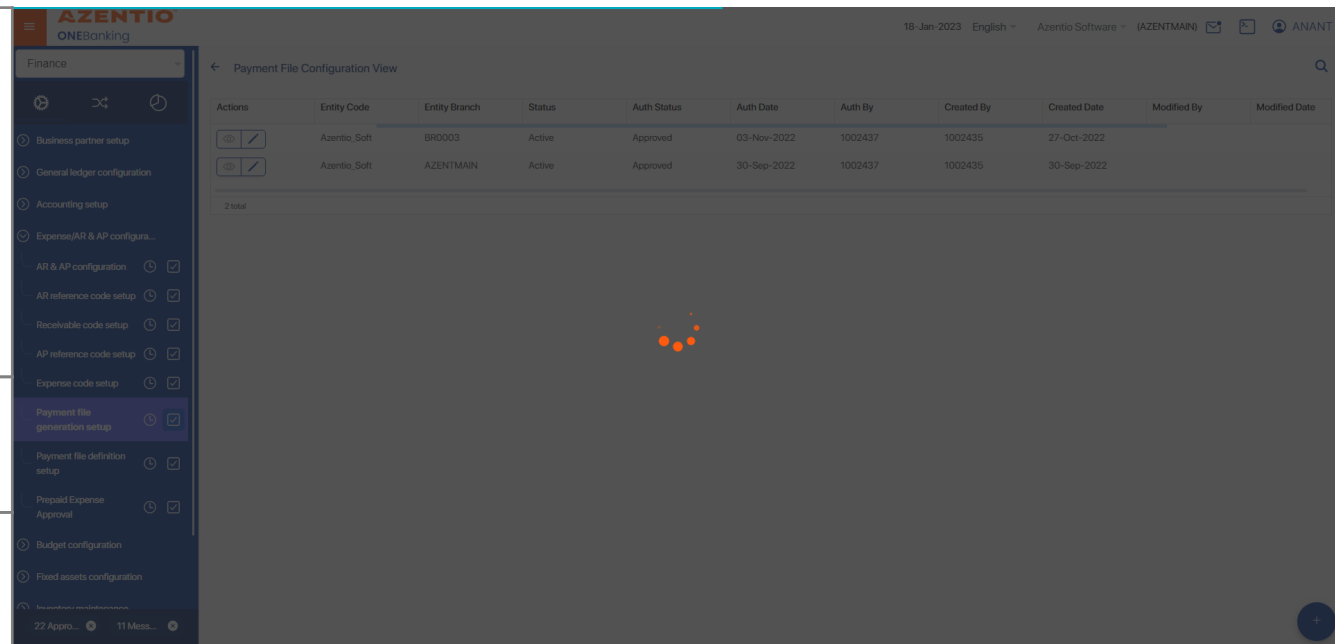 AZENTIO
ONEBanking
18-Jan-2023 English Azentio Software (AZENTMAIN) ANANT
Finance
Payment File Configuration View
Actions Entity Code Entity Branch Status Auth Status Auth Date Auth By Created By Created Date Modified By Modified Date
Azentio_Soft BR0003 Active Approved 03-Nov-2022 1002437 1002435 27-Oct-2022
Azentio_Soft AZENTMAIN Active Approved 30-Sep-2022 1002437 1002435 30-Sep-2022
2 total
Business partner setup
General ledger configuration
Accounting setup
Expense/AR & AP configura...
AR & AP configuration
AR reference code setup
Receivable code setup
AP reference code setup
Expense code setup
Payment file
generation setup
Payment file definition
setup
Prepaid Expense
Approval
Budget configuration
Fixed assets configuration
Inventory maintenance
22 Appro... 11 Mess...